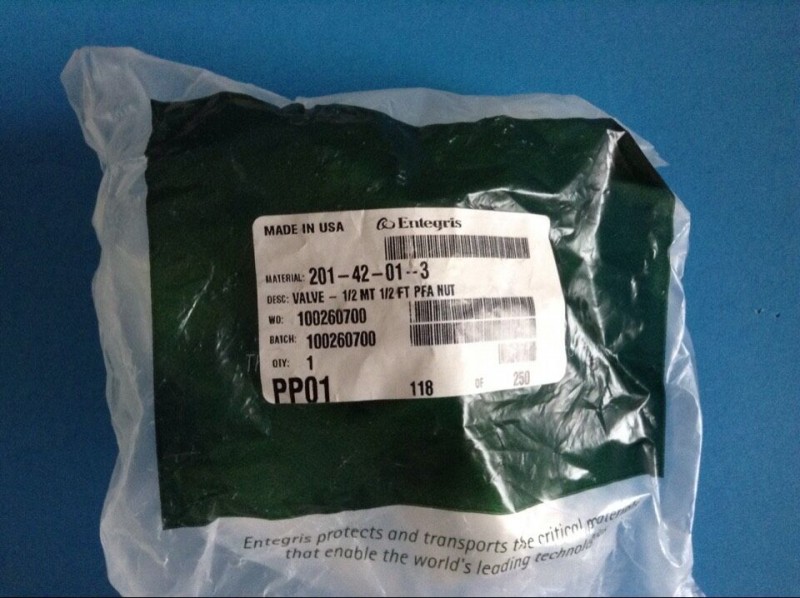 MADE IN USA Entegris
MATERIAL: 201-42-01--3
DESC: VALVE - 1/2 MT 1/2 FT PFA NUT
WO: 100260700
BATCH: 100260700
QTY: 1
PP01 118 OF 250
Entegris protects and transports the critical materials
that enable the world's leading